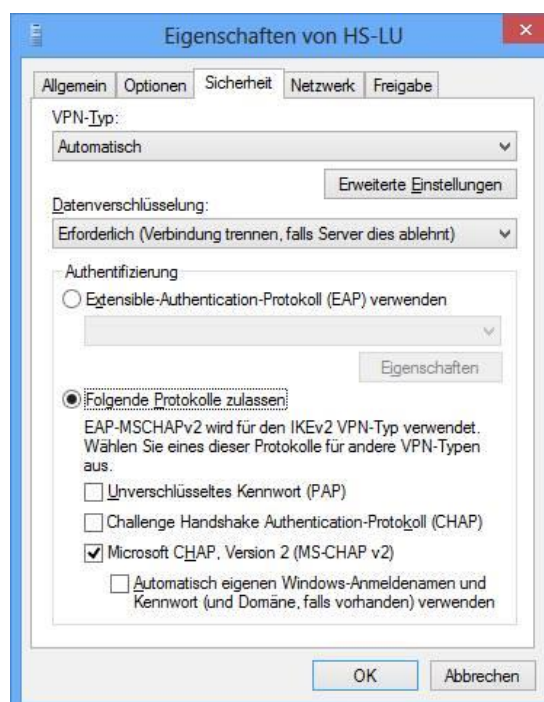 Eigenschaften von HS-LU
Allgemein Optionen Sicherheit Netzwerk Freigabe
VPN-Typ:
Automatisch
Erweiterte Einstellungen
Datenverschlüsselung:
Erforderlich (Verbindung trennen, falls Server dies ablehnt)
Authentifizierung
Extensible-Authentication-Protokoll (EAP) verwenden
Eigenschaften
Folgende Protokolle zulassen
EAP-MSCHAPv2 wird für den IKEv2 VPN-Typ verwendet.
Wählen Sie eines dieser Protokolle für andere VPN-Typen
aus.
Unverschlüsseltes Kennwort (PAP)
Challenge Handshake Authentication-Protokoll (CHAP)
Microsoft CHAP, Version 2 (MS-CHAP v2)
Automatisch eigenen Windows-Anmeldenamen und
Kennwort (und Domäne, falls vorhanden) verwenden
OK Abbrechen